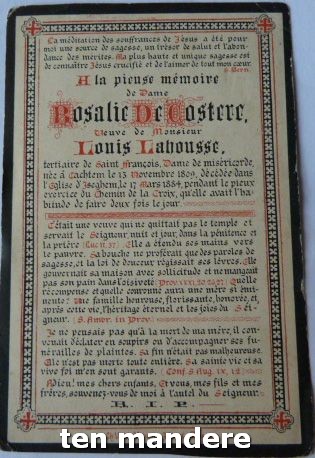 Ca méditation des souffrances de Jésus a été pour
moi une source de sagesse, un trésor de salut et l'abon-
dance des mérites. Ma plus haute et unique sagesse est
de connaître Jésus crucifié et de l'aimer de tout mon cœur.
S. Bern.
A la pieuse mémoire
de Dame
Rosalie De Costere,
Veuve de Monsieur
Louis Lahousse,
tertiaire de Saint François, Dame de miséricorde,
née à Cachtem le 13 Novembre 1809, décédée dans
l'Eglise d'Iseghem, le 17 Mars 1884, pendant le pieux
exercice du Chemin de la Croix, qu'elle avait l'ha-
bitude de faire deux fois le jour.
C'était une veuve qui ne quittait pas le temple et
servait le Seigneur nuit et jour dans la pénitence et
la prière (Luc II. 37). Elle a étendu ses mains vers
le pauvre. Sa bouche ne proférait que des paroles de
sagesse, et la loi de douceur régissait ses lèvres. Elle
gouvernait sa maison avec sollicitude et ne mangeait
pas son pain dans l'oisiveté. Quelle
récompense et quelle couronne aura une mère si émi-
nente? Une famille heureuse, florissante, honorée, et,
après cette vie, l'héritage éternel et les joies du Sei-
gneur. S. Ambr. in Prov.
Je ne pensais pas qu'à la mort de ma mère, il conve-
nait d'éclater en soupirs ou d'accompagner ses fu-
nérailles de plaintes. Sa fin n'était pas malheureuse.
Elle n'est pas morte toute entière. Sa sainte vie et sa
vive foi m'en sont garants. (Conf. S. Aug. IX, 12)
Adieu! mes chers enfants. Et vous, mes fils et mes
frères, souvenez-vous de moi à l'autel du Seigneur.
R. I. P.
ten mandere